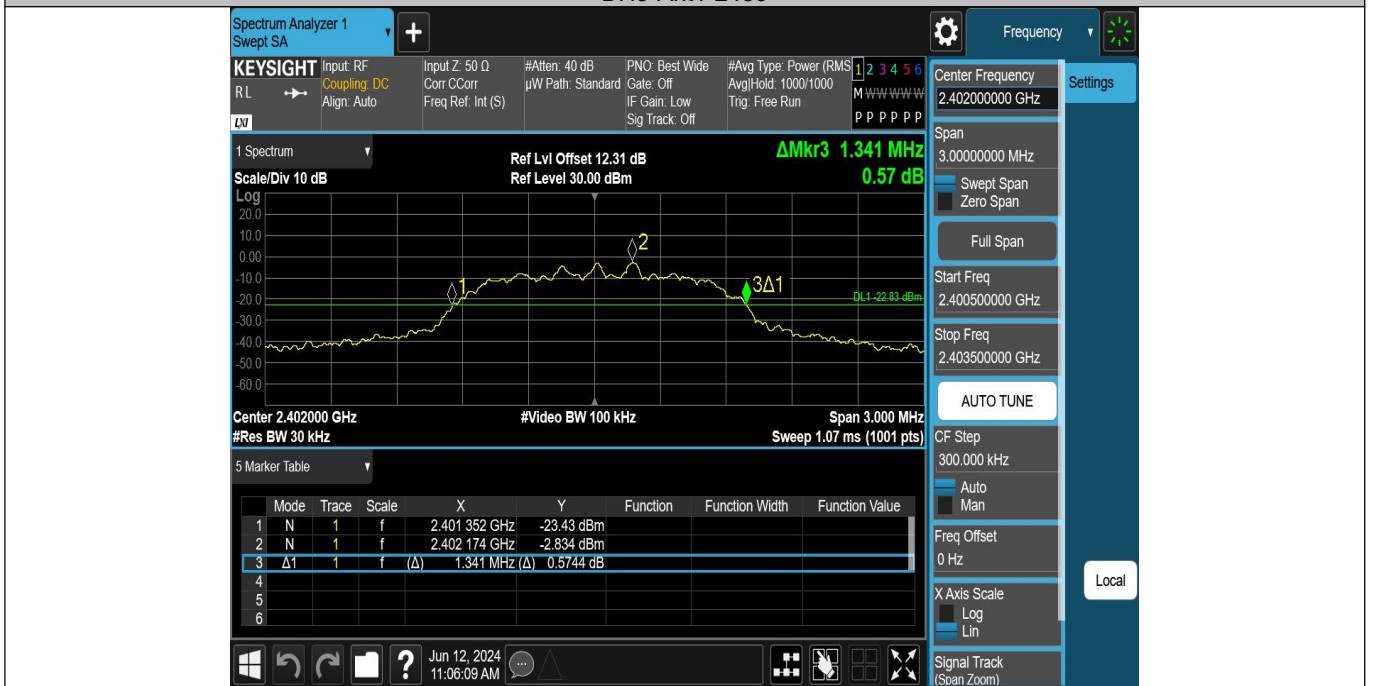 Spectrum Analyzer 1
Swept SA
+
Frequency
KEYSIGHT
RL
LXI
Input: RF
Coupling: DC
Align: Auto
Input Z: 50 Ω
Corr CCorr
Freq Ref: Int (S)
#Atten: 40 dB
µW Path: Standard
PNO: Best Wide
Gate: Off
IF Gain: Low
Sig Track: Off
#Avg Type: Power (RMS
Avg|Hold: 1000/1000
Trig: Free Run
1 2 3 4 5 6
M W W W W W
P P P P P P
1 Spectrum
Scale/Div 10 dB
Ref Lvl Offset 12.31 dB
Ref Level 30.00 dBm
ΔMkr3 1.341 MHz
0.57 dB
Log
20.0
10.0
0.00
-10.0
-20.0
-30.0
-40.0
-50.0
-60.0
1
2
3Δ1
DL1 -22.83 dBm
Center 2.402000 GHz
#Video BW 100 kHz
Span 3.000 MHz
#Res BW 30 kHz
Sweep 1.07 ms (1001 pts)
5 Marker Table
Mode Trace Scale X Y Function Function Width Function Value
1 N 1 f 2.401 352 GHz -23.43 dBm
2 N 1 f 2.402 174 GHz -2.834 dBm
3 Δ1 1 f (Δ) 1.341 MHz (Δ) 0.5744 dB
4
5
6
Jun 12, 2024
11:06:09 AM
Center Frequency
2.402000000 GHz
Settings
Span
3.00000000 MHz
Swept Span
Zero Span
Full Span
Start Freq
2.400500000 GHz
Stop Freq
2.403500000 GHz
AUTO TUNE
CF Step
300.000 kHz
Auto
Man
Freq Offset
0 Hz
X Axis Scale
Log
Lin
Local
Signal Track
(Span Zoom)